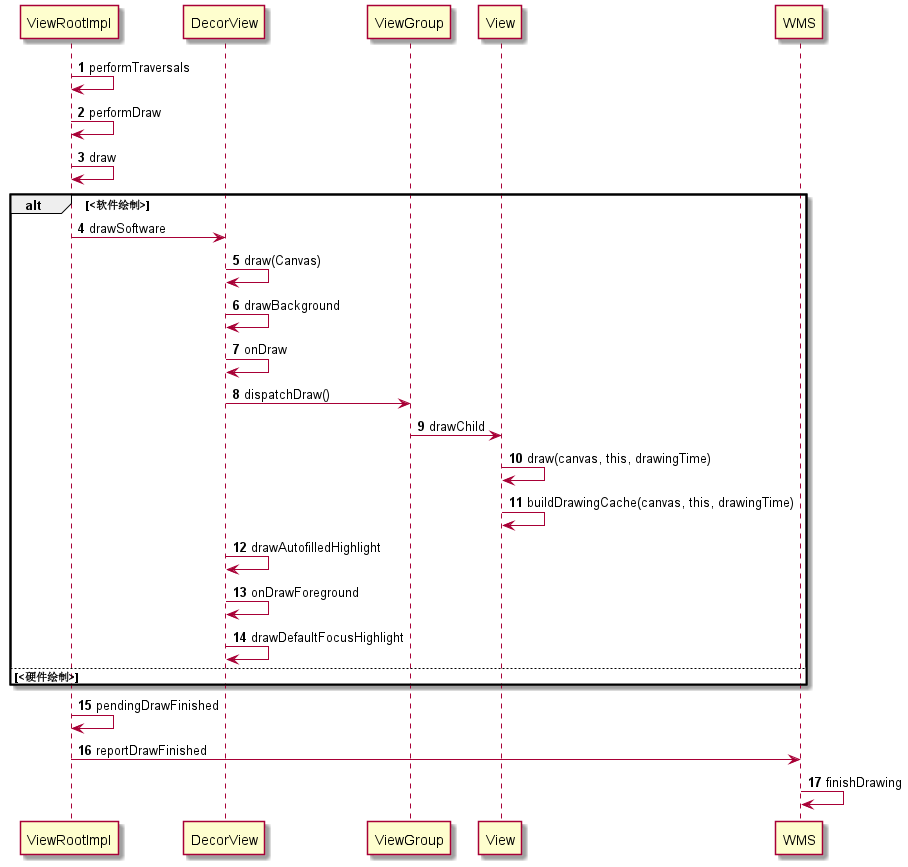 ViewRootImpl DecorView ViewGroup View WMS
1 performTraversals
2 performDraw
3 draw
alt [<软件绘制>]
4 drawSoftware
5 draw(Canvas)
6 drawBackground
7 onDraw
8 dispatchDraw()
9 drawChild
10 draw(canvas, this, drawingTime)
11 buildDrawingCache(canvas, this, drawingTime)
12 drawAutofilledHighlight
13 onDrawForeground
14 drawDefaultFocusHighlight
[<硬件绘制>]
15 pendingDrawFinished
16 reportDrawFinished
17 finishDrawing
ViewRootImpl DecorView ViewGroup View WMS